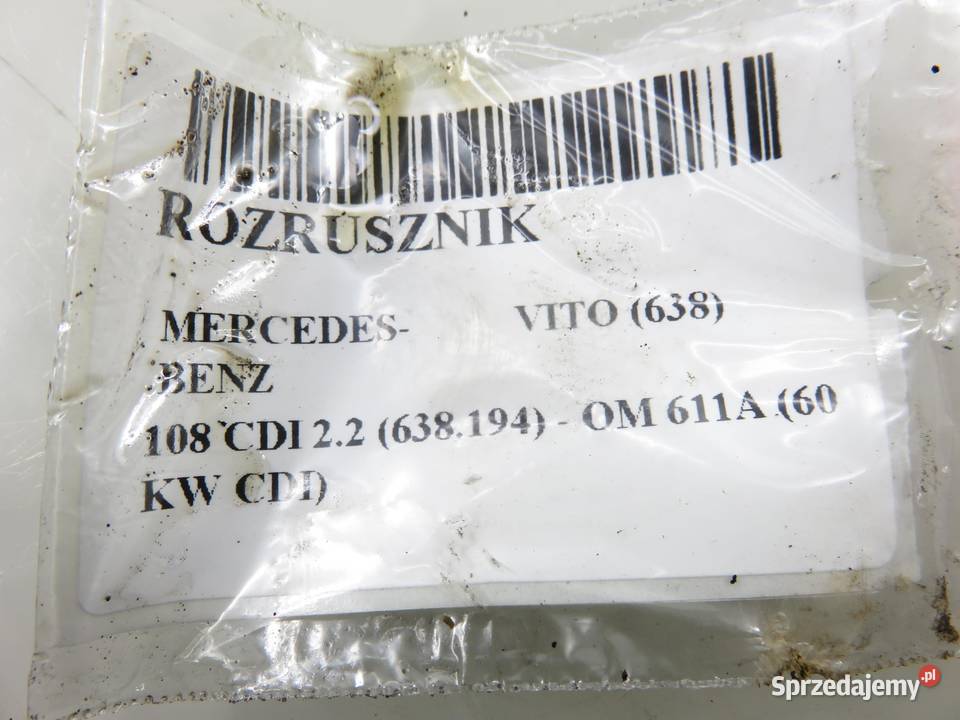 ROZRUSZNIK
MERCEDES- VITO (638)
BENZ
108 CDI 2.2 (638.194) - OM 611A (60
KW CDI)
Sprzedajemy.pl